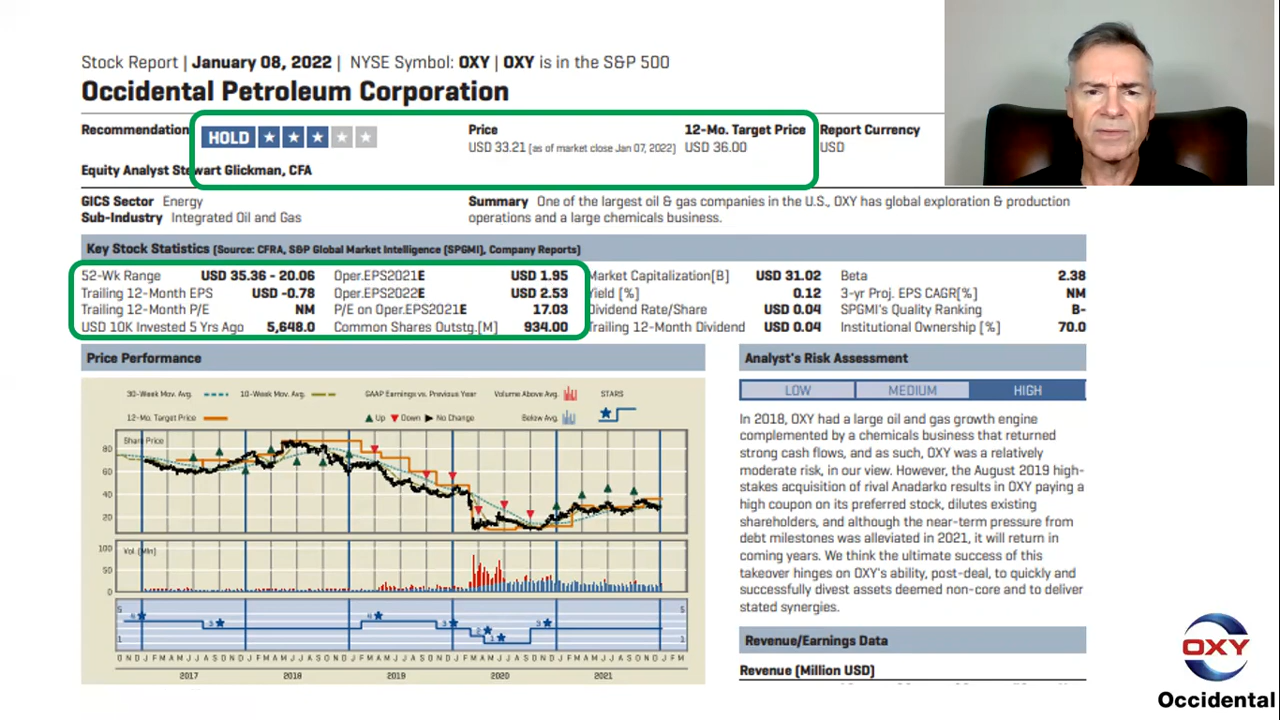 Stock Report | January 08, 2022 | NYSE Symbol: OXY | OXY is in the S&P 500
Occidental Petroleum Corporation
Recommendation HOLD
Price
USD 33.21 (as of market close Jan 07, 2022)
12-Mo. Target Price
USD 36.00
Report Currency
USD
Equity Analyst Stewart Glickman, CFA
GICS Sector Energy
Sub-Industry Integrated Oil and Gas
Summary One of the largest oil & gas companies in the U.S., OXY has global exploration & production
operations and a large chemicals business.
Key Stock Statistics (Source: CFRA, S&P Global Market Intelligence (SPGMI), Company Reports)
52-Wk Range USD 35.36 - 20.06 Oper.EPS2021E USD 1.95 Market Capitalization[B] USD 31.02 Beta 2.38
Trailing 12-Month EPS USD -0.78 Oper.EPS2022E USD 2.53 Yield [%] 0.12 3-yr Proj. EPS CAGR[%] NM
Trailing 12-Month P/E NM P/E on Oper.EPS2021E 17.03 Dividend Rate/Share USD 0.04 SPGMI's Quality Ranking B-
USD 10K Invested 5 Yrs Ago 5,648.0 Common Shares Outstg.[M] 934.00 Trailing 12-Month Dividend USD 0.04 Institutional Ownership [%] 70.0
Price Performance
30-Week Mov. Avg. 10-Week Mov. Avg. GAAP Earnings vs. Previous Year Volume Above Avg. STARS
12-Mo. Target Price Up Down No Change Below Avg.
Share Price
80
60
40
20
Vol. (Mln)
100
50
0
5 5
4 3 4 3 2 1 3
1 1
O N D J F M A M J J A S O N D J F M A M J J A S O N D J F M A M J J A S O N D J F M A M J J A S O N D J F M A M J J A S O N D J F M
2017 2018 2019 2020 2021
Analyst's Risk Assessment
LOW MEDIUM HIGH
In 2018, OXY had a large oil and gas growth engine
complemented by a chemicals business that returned
strong cash flows, and as such, OXY was a relatively
moderate risk, in our view. However, the August 2019 high-
stakes acquisition of rival Anadarko results in OXY paying a
high coupon on its preferred stock, dilutes existing
shareholders, and although the near-term pressure from
debt milestones was alleviated in 2021, it will return in
coming years. We think the ultimate success of this
takeover hinges on OXY's ability, post-deal, to quickly and
successfully divest assets deemed non-core and to deliver
stated synergies.
Revenue/Earnings Data
Revenue (Million USD)
OXY
Occidental